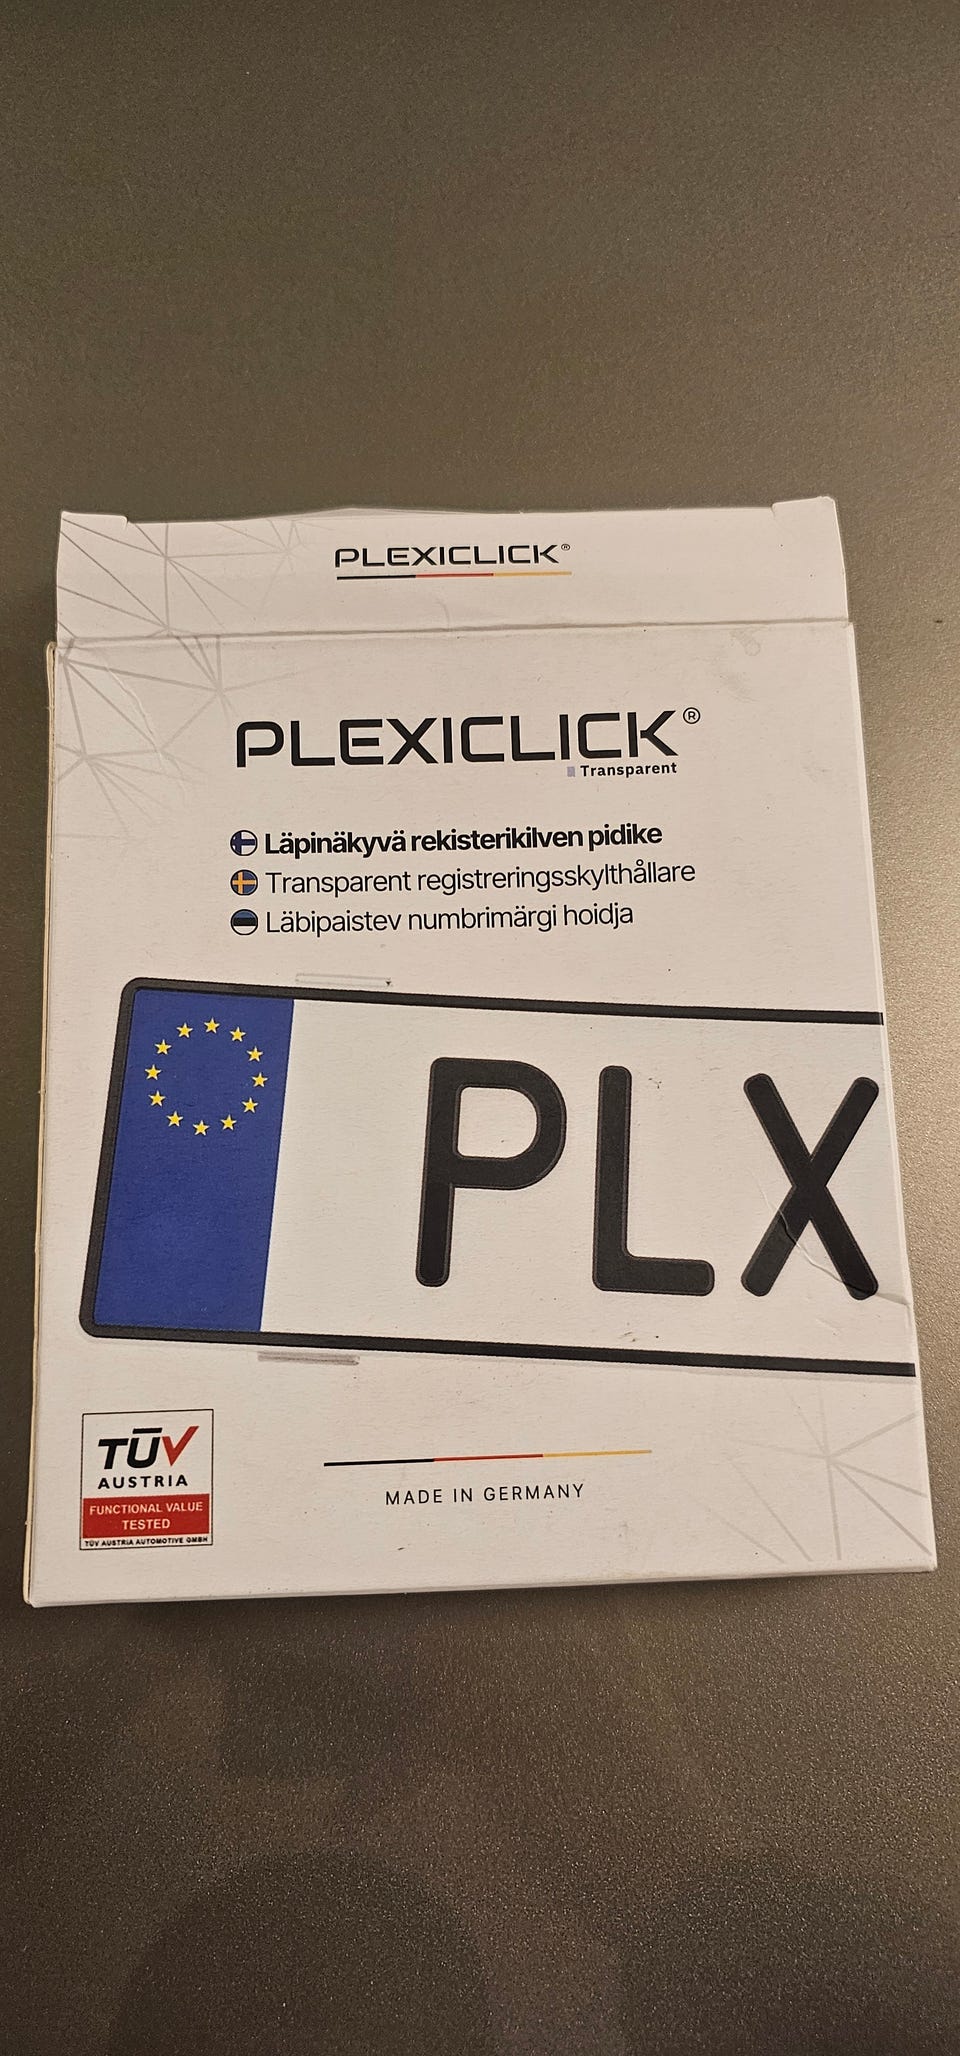 PLEXICLICK®
PLEXICLICK®
Transparent
Läpinäkyvä rekisterikilven pidike
Transparent registreringsskylthållare
Läbipaistev numbrimärgi hoidja
PLX
TÜV
AUSTRIA
FUNCTIONAL VALUE
TESTED
TÜV AUSTRIA AUTOMOTIVE GMBH
MADE IN GERMANY